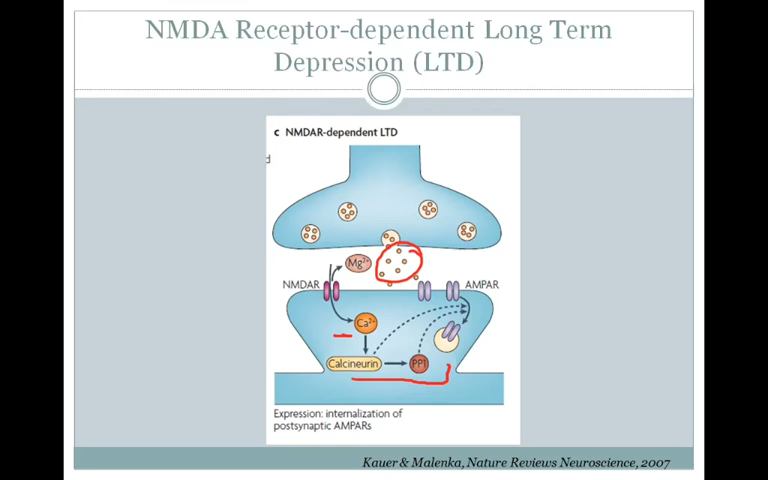 NMDA Receptor-dependent Long Term
Depression (LTD)
c NMDAR-dependent LTD
d
Mg²⁺
NMDAR
AMPAR
Ca²⁺
Calcineurin
PP1
Expression: internalization of
postsynaptic AMPARs
Kauer & Malenka, Nature Reviews Neuroscience, 2007